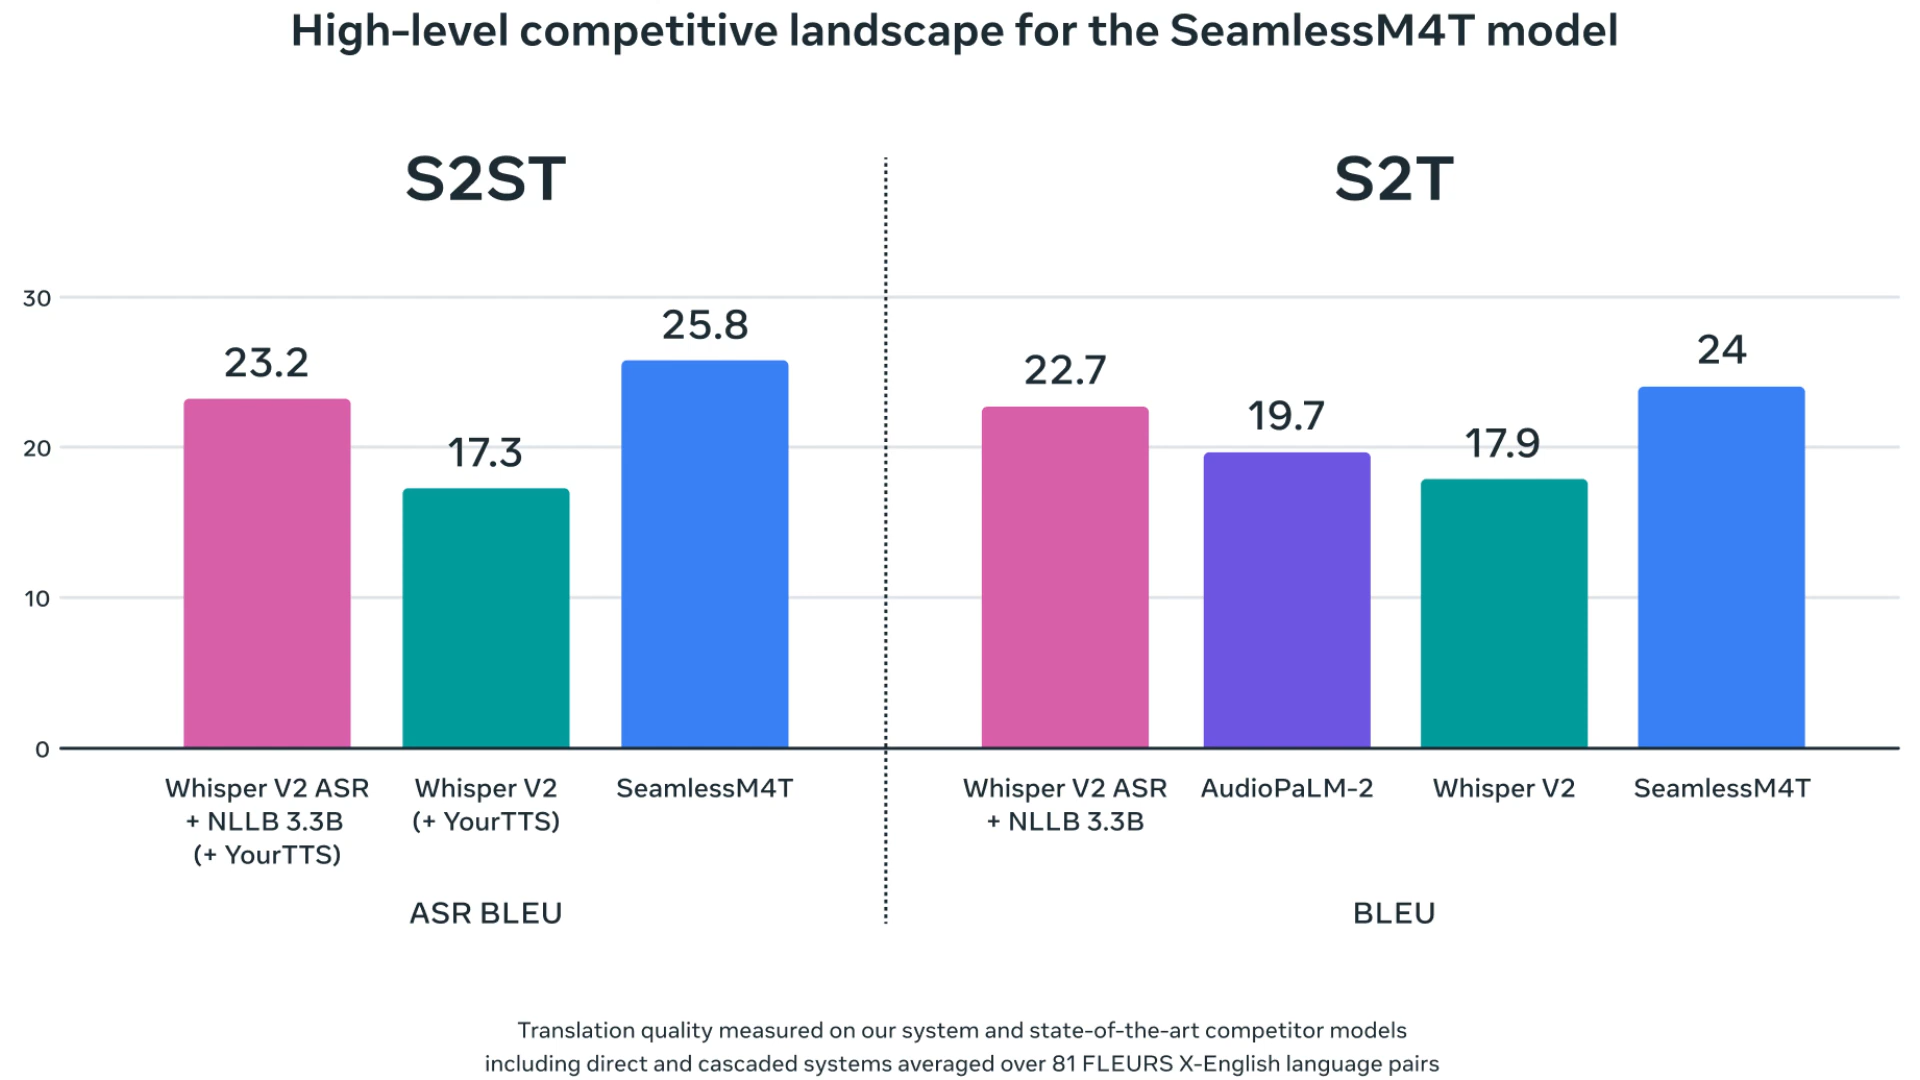 High-level competitive landscape for the SeamlessM4T model
S2ST
S2T
30
20
10
0
23.2
17.3
25.8
22.7
19.7
17.9
24
Whisper V2 ASR
+ NLLB 3.3B
(+ YourTTS)
Whisper V2
(+ YourTTS)
SeamlessM4T
Whisper V2 ASR
+ NLLB 3.3B
AudioPaLM-2
Whisper V2
SeamlessM4T
ASR BLEU
BLEU
Translation quality measured on our system and state-of-the-art competitor models
including direct and cascaded systems averaged over 81 FLEURS X-English language pairs